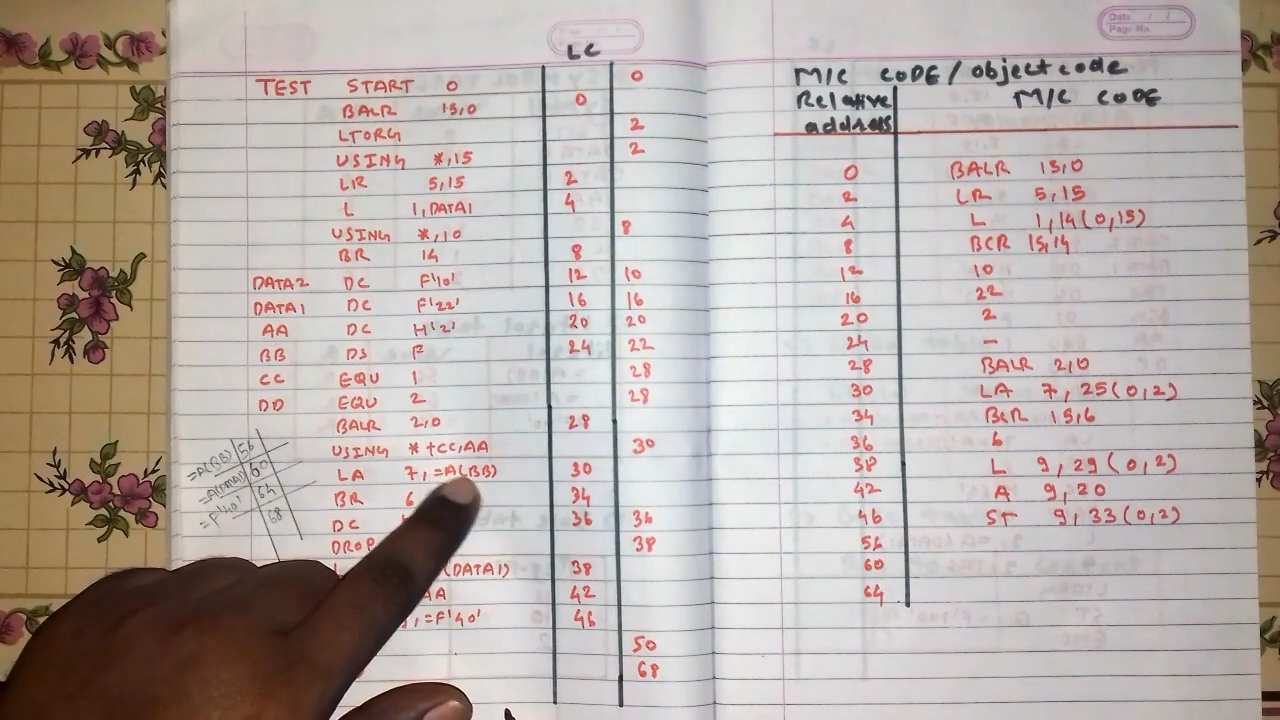 LC
TEST START 0 0
BALR 15,0 0
LTORG 2
USING *,15 2
LR 5,15 2
L 1,DATA1 4
USING *,10 8
BR 14 8
DATA2 DC F'10' 12 10
DATA1 DC F'22' 16 16
AA DC H'2' 20 20
BB DS F 24 22
CC EQU 1 28
DD EQU 2 28
BALR 2,0 28
USING *+CC,AA 30
LA 7,=A(BB) 30
BR 6 34
DC 36 36
DROP 38
(DATA1) 38
AA 42
,=F'40' 46
50
68
=A(BB) 56
=A(DATA1) 60
=F'40' 64
68
Date / /
Page No.
M/C CODE/Object code
Relative address M/C CODE
0 BALR 15,0
2 LR 5,15
4 L 1,14(0,15)
8 BCR 15,14
12 10
16 22
20 2
24 –
28 BALR 2,0
30 LA 7,25(0,2)
34 BCR 15,6
36 6
38 L 9,29(0,2)
42 A 9,20
46 ST 9,33(0,2)
56
60
64